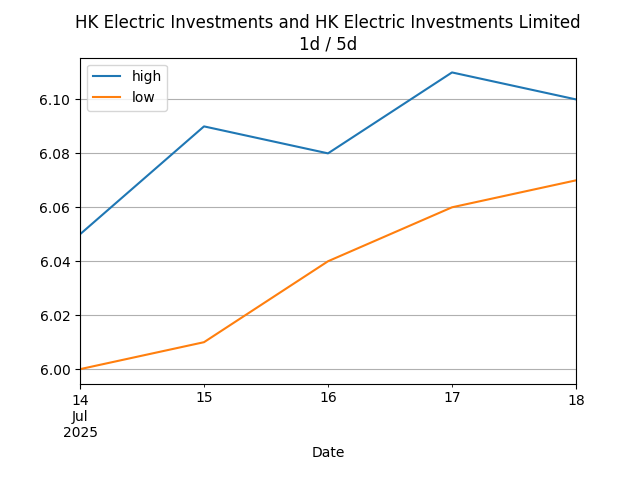 HK Electric Investments and HK Electric Investments Limited
1d / 5d
high
low
6.10
6.08
6.06
6.04
6.02
6.00
14
Jul
2025
15
16
17
18
Date